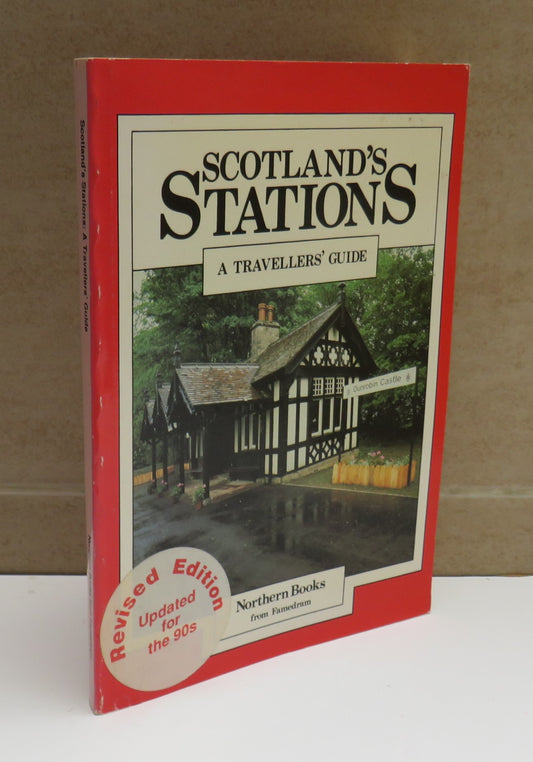 Scotland's Stations: A Travellers' Guide
SCOTLAND'S
STATIONS
A TRAVELLERS' GUIDE
Dunrobin Castle
Northern Books
from Famedram
Revised Edition
Updated
for
the 90s